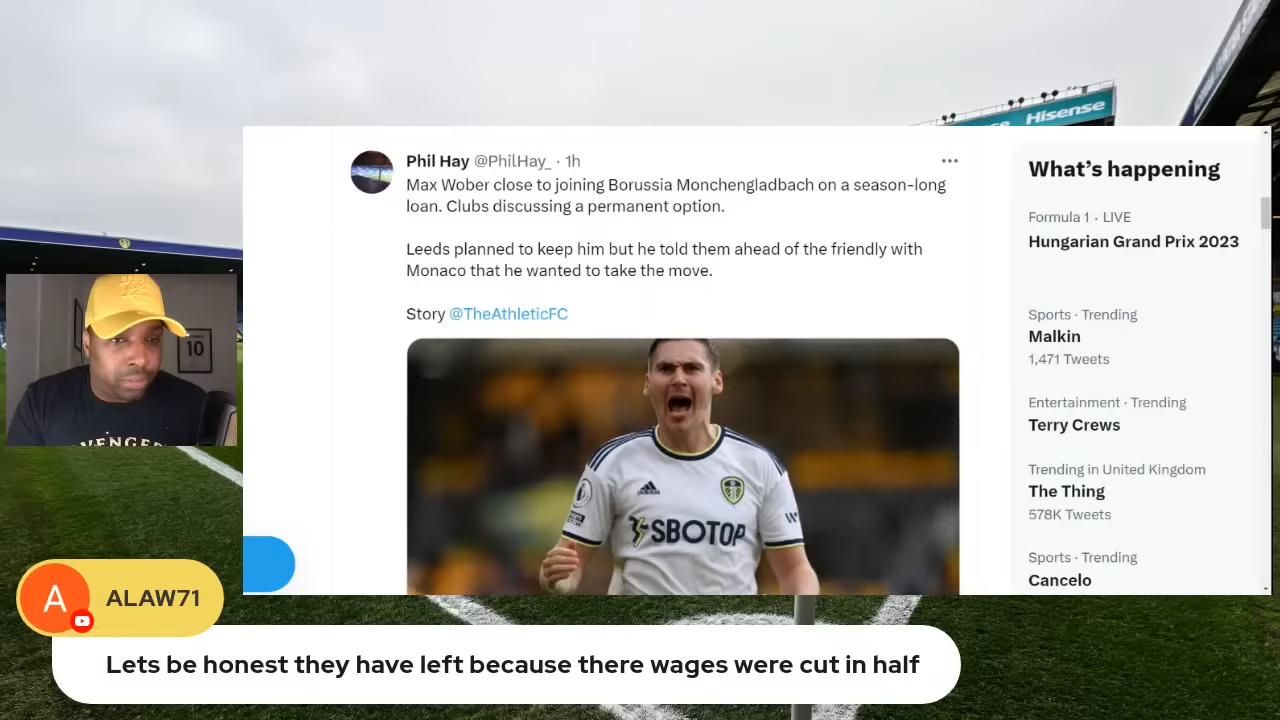 Hisense
Phil Hay @PhilHay_ · 1h
Max Wober close to joining Borussia Monchengladbach on a season-long
loan. Clubs discussing a permanent option.
Leeds planned to keep him but he told them ahead of the friendly with
Monaco that he wanted to take the move.
Story @TheAthleticFC
What's happening
Formula 1 · LIVE
Hungarian Grand Prix 2023
Sports · Trending
Malkin
1,471 Tweets
Entertainment · Trending
Terry Crews
Trending in United Kingdom
The Thing
578K Tweets
Sports · Trending
Cancelo
10
adidas
SBOTOP
A
ALAW71
Lets be honest they have left because there wages were cut in half